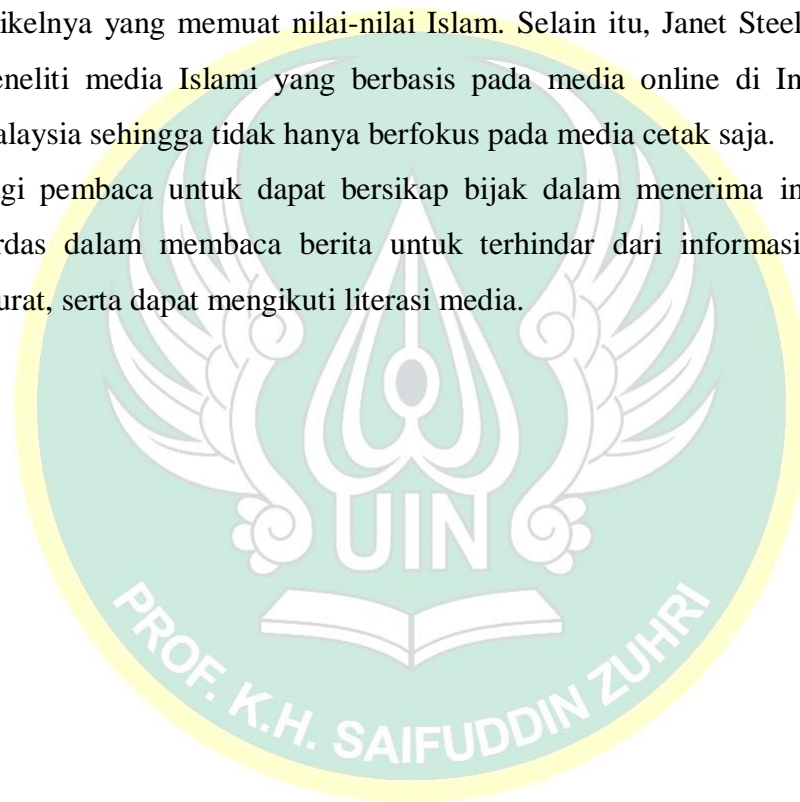 ikelnya yang memuat nilai-nilai Islam. Selain itu, Janet Steel
eneliti media Islami yang berbasis pada media online di In
alaysia sehingga tidak hanya berfokus pada media cetak saja.
gi pembaca untuk dapat bersikap bijak dalam menerima in
rdas dalam membaca berita untuk terhindar dari informasi
urat, serta dapat mengikuti literasi media.
UIN
PROF. K.H. SAIFUDDIN ZUHRI